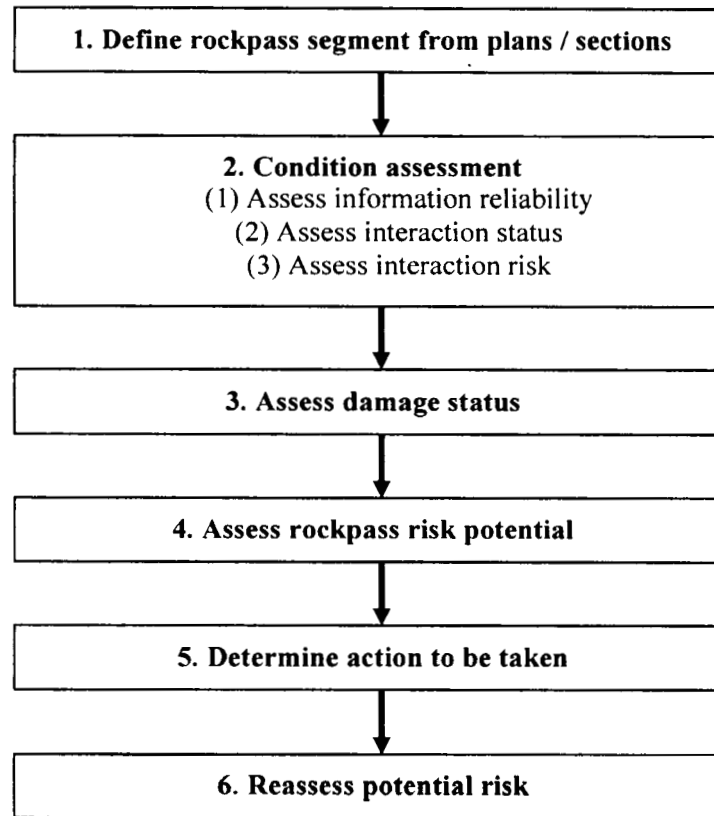 1. Define rockpass segment from plans / sections
2. Condition assessment
(1) Assess information reliability
(2) Assess interaction status
(3) Assess interaction risk
3. Assess damage status
4. Assess rockpass risk potential
5. Determine action to be taken
6. Reassess potential risk